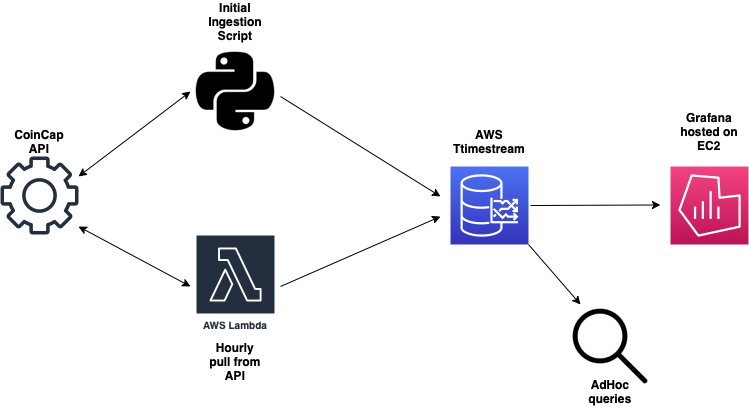 Initial
Ingestion
Script
CoinCap
API
AWS
Ttimestream
Grafana
hosted on
EC2
AWS Lambda
Hourly
pull from
API
AdHoc
queries